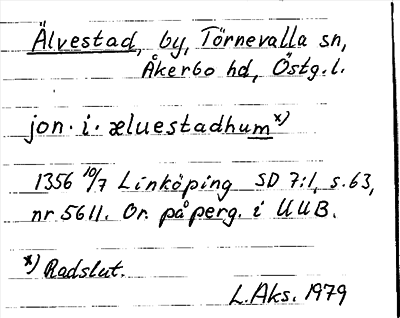 Älvestad, by, Törnevalla sn,
Åkerbo hd, Östg. l.
jon. i. æluestadhum x)
1356 10/7 Linköping SD 7:1, s. 63,
nr 5611. Or. på perg. i UUB.
x) Radslut.
L. Aks. 1979